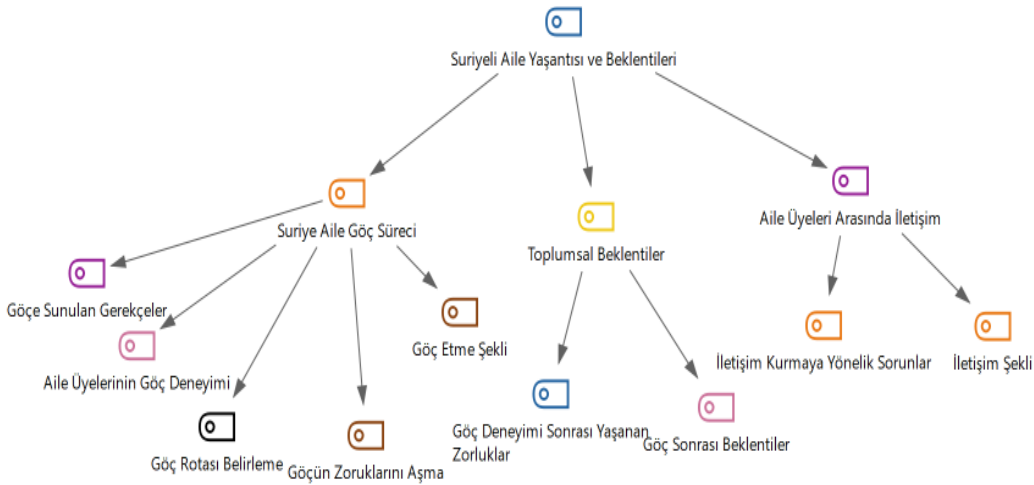 Suriyeli Aile Yaşantısı ve Beklentileri
Suriye Aile Göç Süreci
Toplumsal Beklentiler
Aile Üyeleri Arasında İletişim
Göçe Sunulan Gerekçeler
Aile Üyelerinin Göç Deneyimi
Göç Rotası Belirleme
Göçün Zoruklarını Aşma
Göç Etme Şekli
Göç Deneyimi Sonrası Yaşanan
Zorluklar
Göç Sonrası Beklentiler
İletişim Kurmaya Yönelik Sorunlar
İletişim Şekli